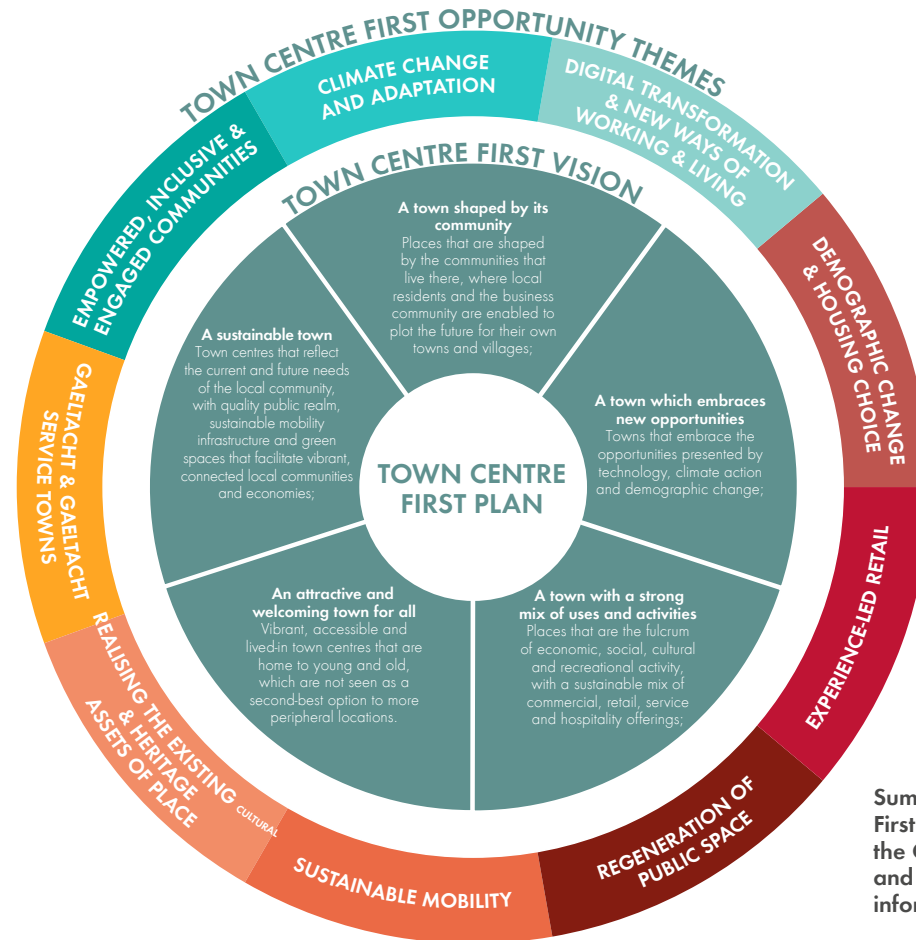 TOWN CENTRE FIRST OPPORTUNITY THEMES
CLIMATE CHANGE
AND ADAPTATION
DIGITAL TRANSFORMATION
& NEW WAYS OF
WORKING & LIVING
DEMOGRAPHIC CHANGE
& HOUSING CHOICE
EXPERIENCE-LED RETAIL
REGENERATION OF
PUBLIC SPACE
SUSTAINABLE MOBILITY
REALISING THE EXISTING CULTURAL
& HERITAGE
ASSETS OF PLACE
GAELTACHT & GAELTACHT
SERVICE TOWNS
EMPOWERED, INCLUSIVE &
ENGAGED COMMUNITIES
TOWN CENTRE FIRST VISION
A town shaped by its
community
Places that are shaped
by the communities that
live there, where local
residents and the business
community are enabled to
plot the future for their own
towns and villages;
A town which embraces
new opportunities
Towns that embrace the
opportunities presented by
technology, climate action
and demographic change;
A town with a strong
mix of uses and activities
Places that are the fulcrum
of economic, social, cultural
and recreational activity,
with a sustainable mix of
commercial, retail, service
and hospitality offerings;
An attractive and
welcoming town for all
Vibrant, accessible and
lived-in town centres that are
home to young and old,
which are not seen as a
second-best option to more
peripheral locations.
A sustainable town
Town centres that reflect
the current and future needs
of the local community,
with quality public realm,
sustainable mobility
infrastructure and green
spaces that facilitate vibrant,
connected local communities
and economies;
TOWN CENTRE
FIRST PLAN
First
and